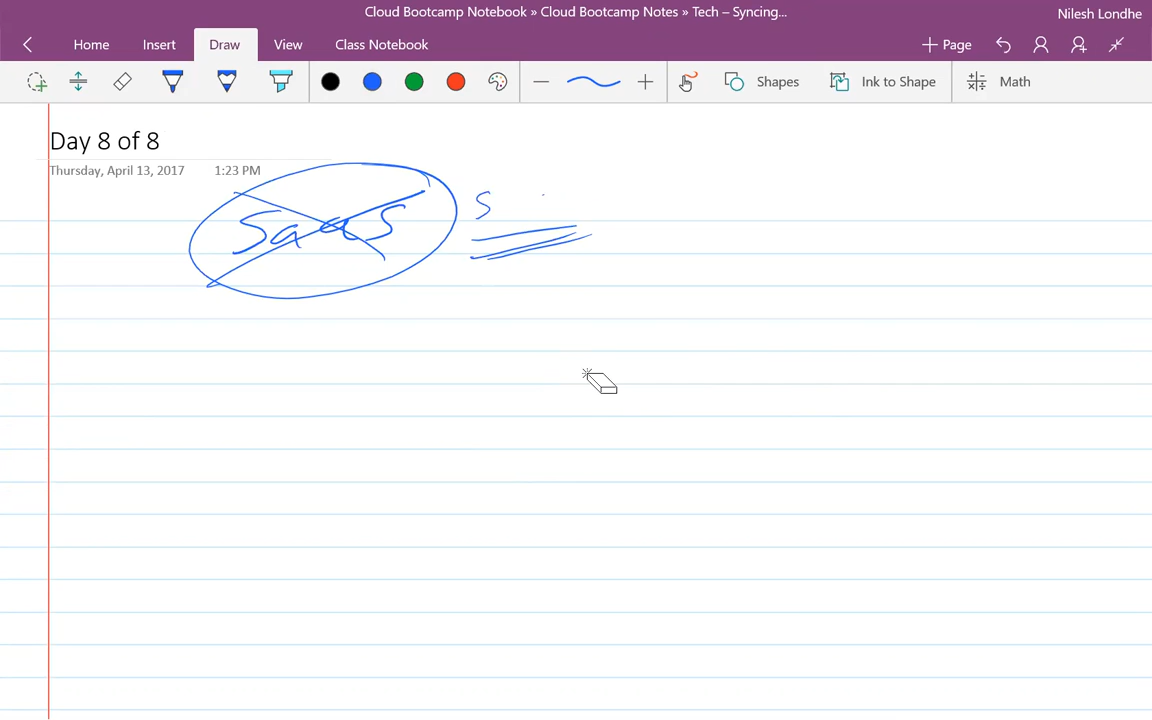 Cloud Bootcamp Notebook » Cloud Bootcamp Notes » Tech – Syncing...
Nilesh Londhe
Home Insert Draw View Class Notebook
Page
Shapes Ink to Shape Math
Day 8 of 8
Thursday, April 13, 2017 1:23 PM
S